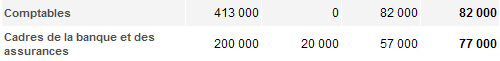 Comptables 413 000 0 82 000 82 000
Cadres de la banque et des
assurances 200 000 20 000 57 000 77 000